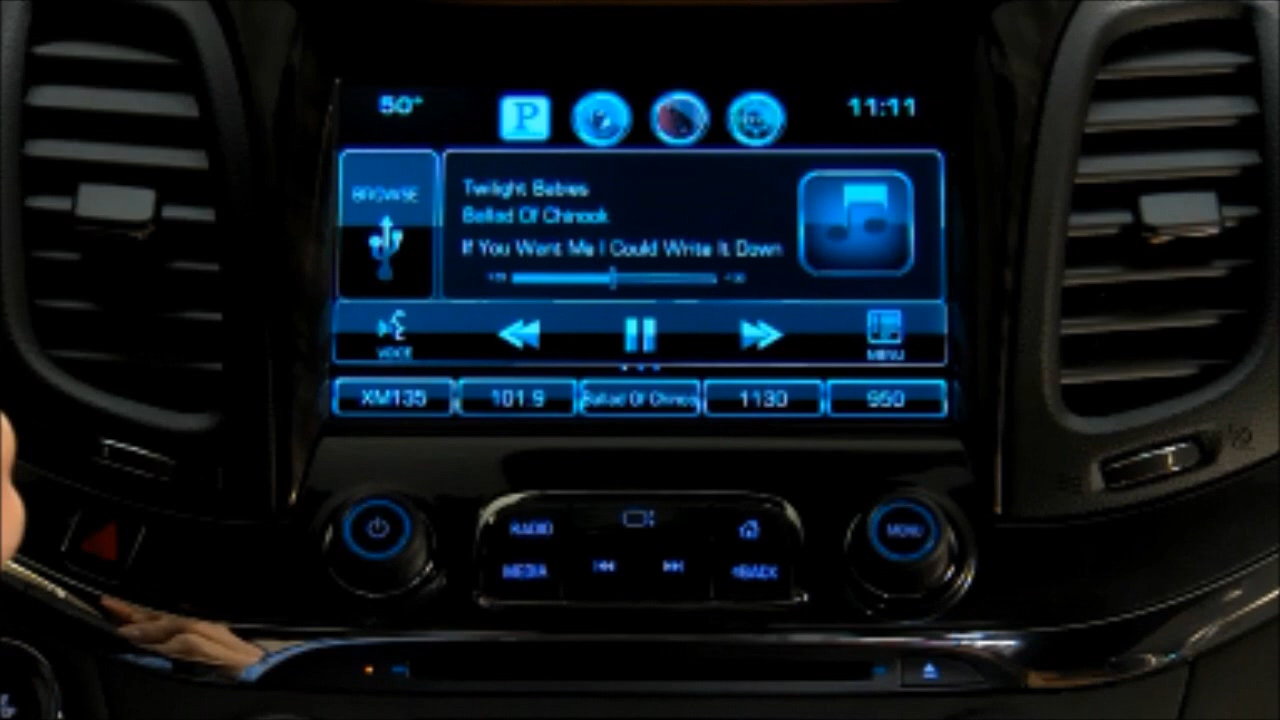 50°
P
11:11
BROWSE
Twilight Babies
Ballad Of Chinook
If You Want Me I Could Write It Down
VOICE
MENU
XM135
101.9
Ballad Of Chinoo
1130
950
RADIO
MEDIA
◄BACK
MENU